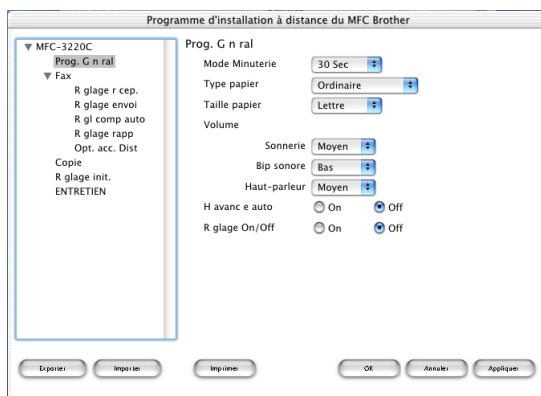 Programme d'installation à distance du MFC Brother
MFC-3220C
Prog. G n ral
Fax
R glage r cep.
R glage envoi
R gl comp auto
R glage rapp
Opt. acc. Dist
Copie
R glage init.
ENTRETIEN
Prog. G n ral
Mode Minuterie 30 Sec
Type papier Ordinaire
Taille papier Lettre
Volume
Sonnerie Moyen
Bip sonore Bas
Haut-parleur Moyen
H avanc e auto On Off
R glage On/Off On Off
Exporter Importer Imprimer OK Annuler Appliquer